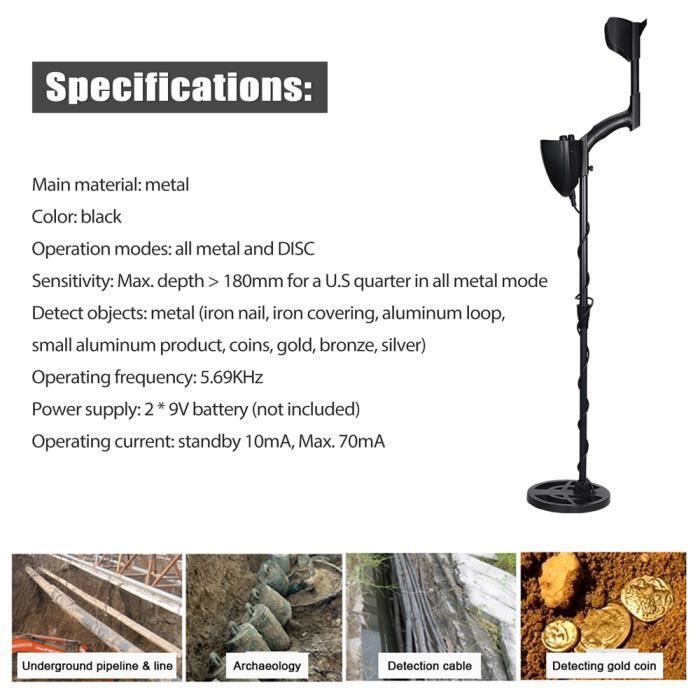 Specifications:
Main material: metal
Color: black
Operation modes: all metal and DISC
Sensitivity: Max. depth > 180mm for a U.S quarter in all metal mode
Detect objects: metal (iron nail, iron covering, aluminum loop,
small aluminum product, coins, gold, bronze, silver)
Operating frequency: 5.69KHz
Power supply: 2 * 9V battery (not included)
Operating current: standby 10mA, Max. 70mA
Underground pipeline & line
Archaeology
Detection cable
Detecting gold coin